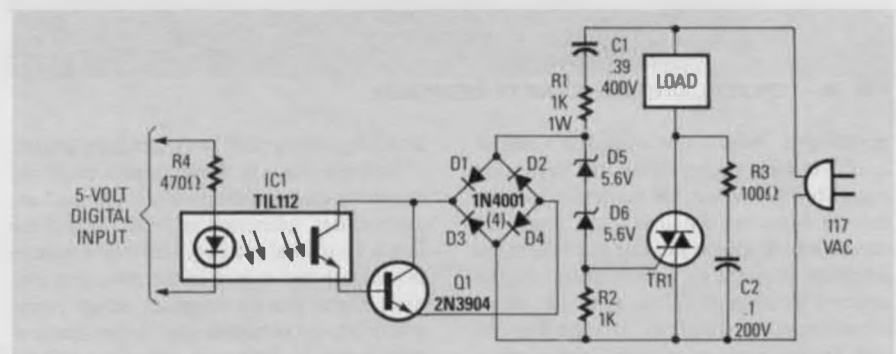 C1
.39
400V
R1
1K
1W
LOAD
R4
470Ω
5-VOLT
DIGITAL
INPUT
IC1
TIL112
D1
D2
1N4001
(4)
D3
D4
D5
5.6V
D6
5.6V
R3
100Ω
117
VAC
Q1
2N3904
R2
1K
TR1
C2
.1
200V